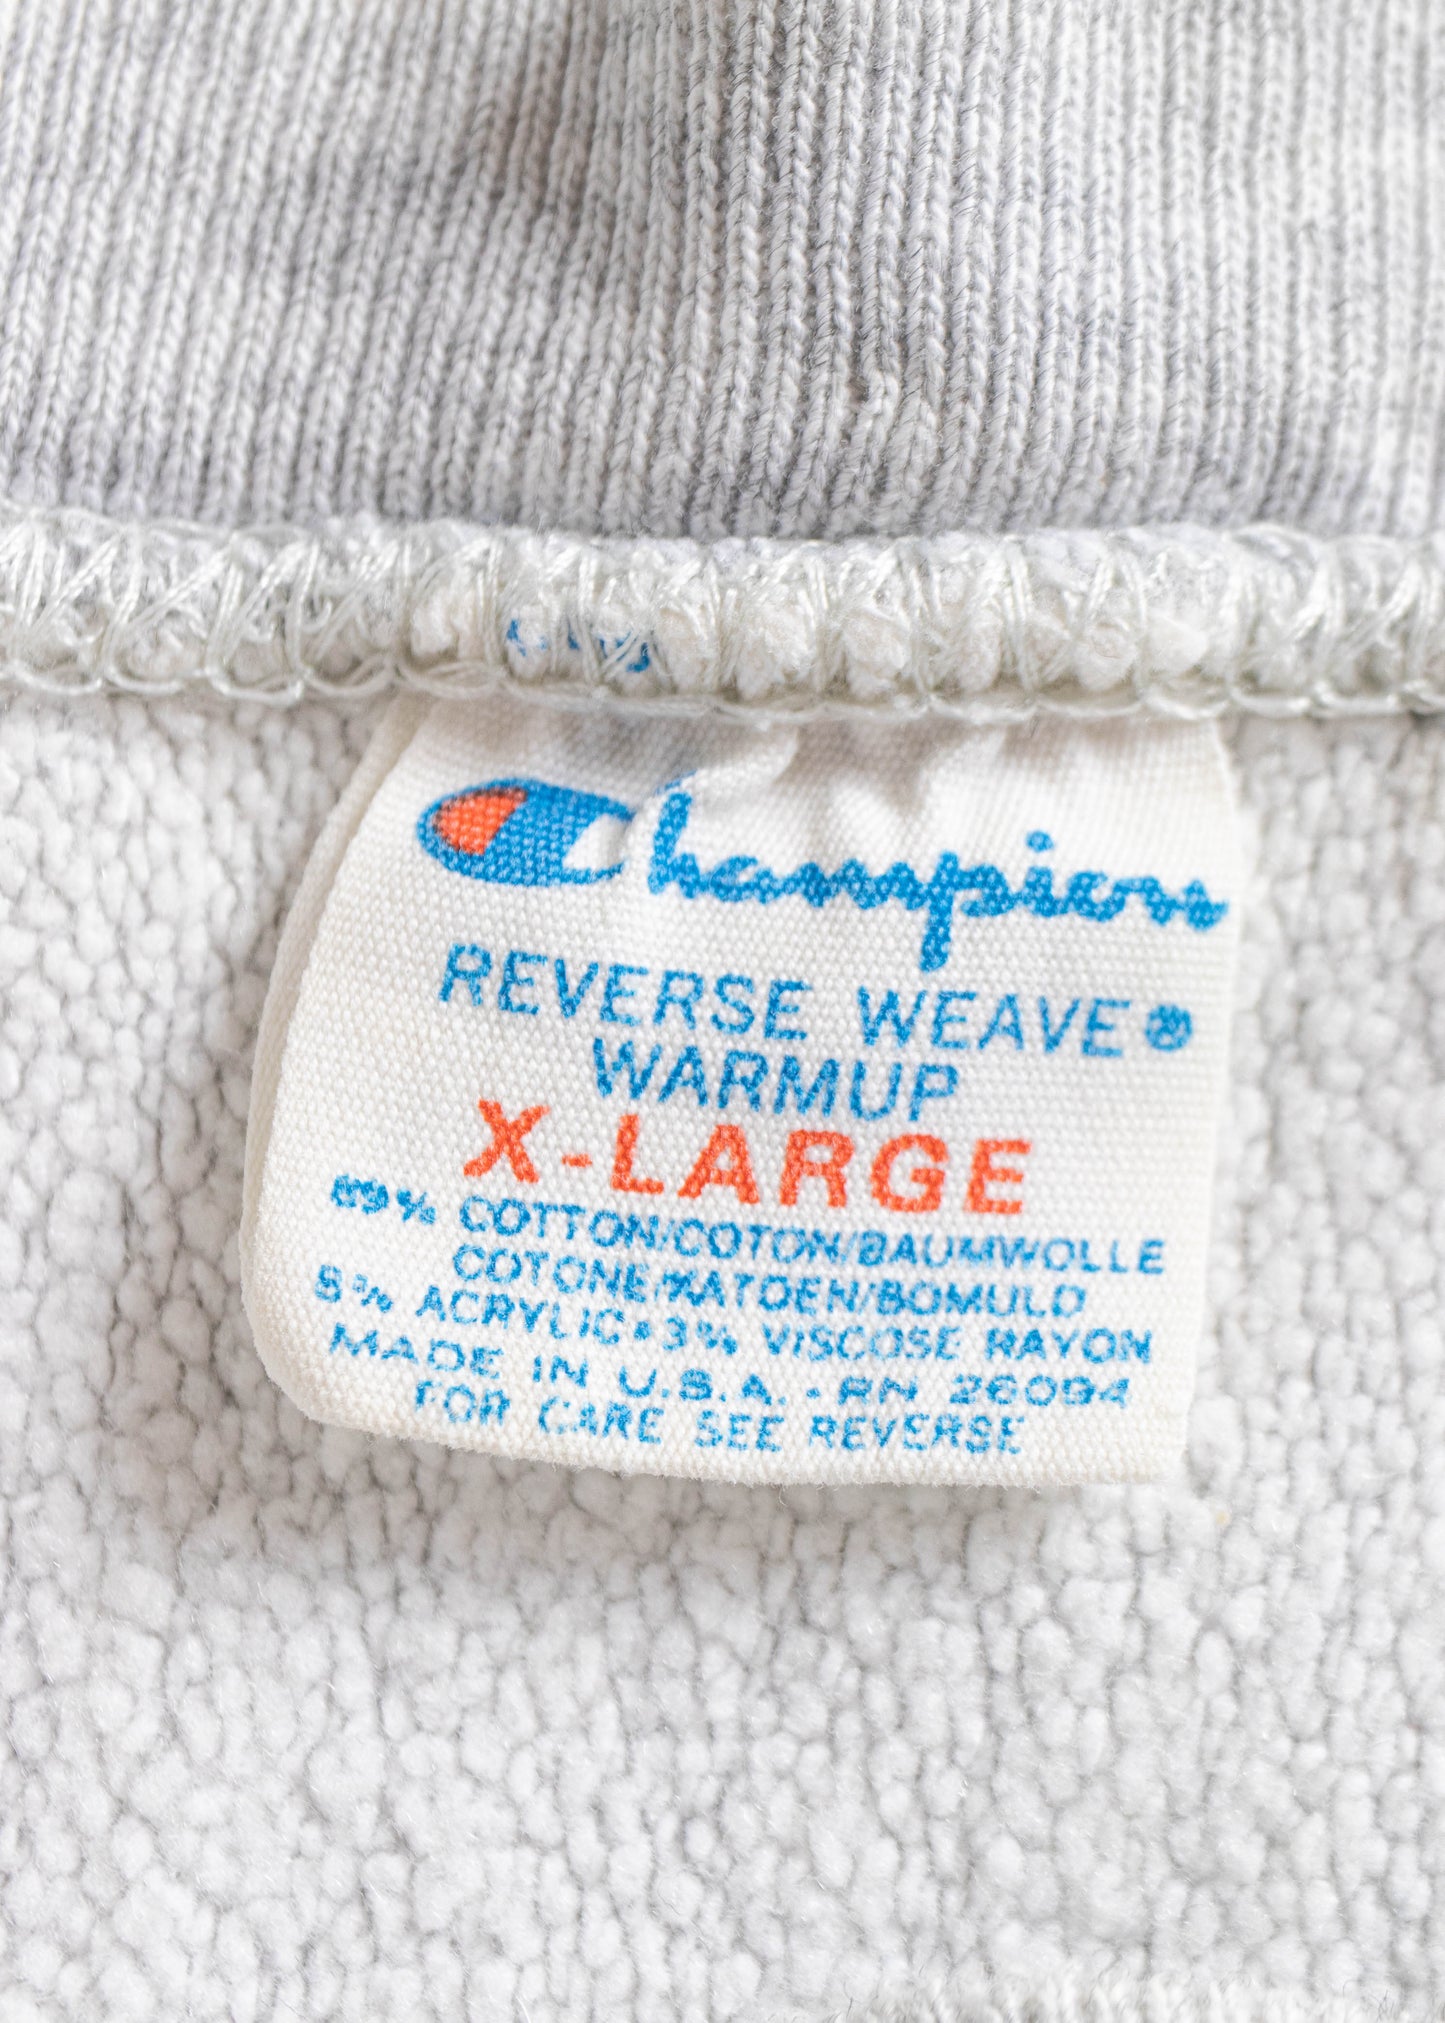 Champion
REVERSE WEAVE®
WARMUP
X-LARGE
89% COTTON/COTON/BAUMWOLLE
COTONE/KATOEN/BOMULD
8% ACRYLIC•3% VISCOSE RAYON
MADE IN U.S.A. - RN 26094
FOR CARE SEE REVERSE